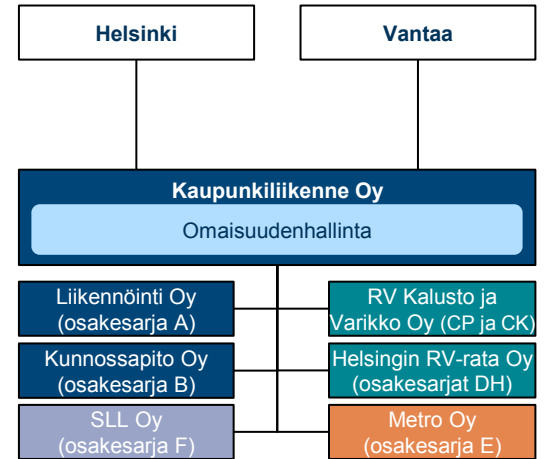 Helsinki
Vantaa
Kaupunkiliikenne Oy
Omaisuudenhallinta
Liikennöinti Oy
(osakesarja A)
RV Kalusto ja
Varikko Oy (CP ja CK)
Kunnossapito Oy
(osakesarja B)
Helsingin RV-rata Oy
(osakesarjat DH)
SLL Oy
(osakesarja F)
Metro Oy
(osakesarja E)